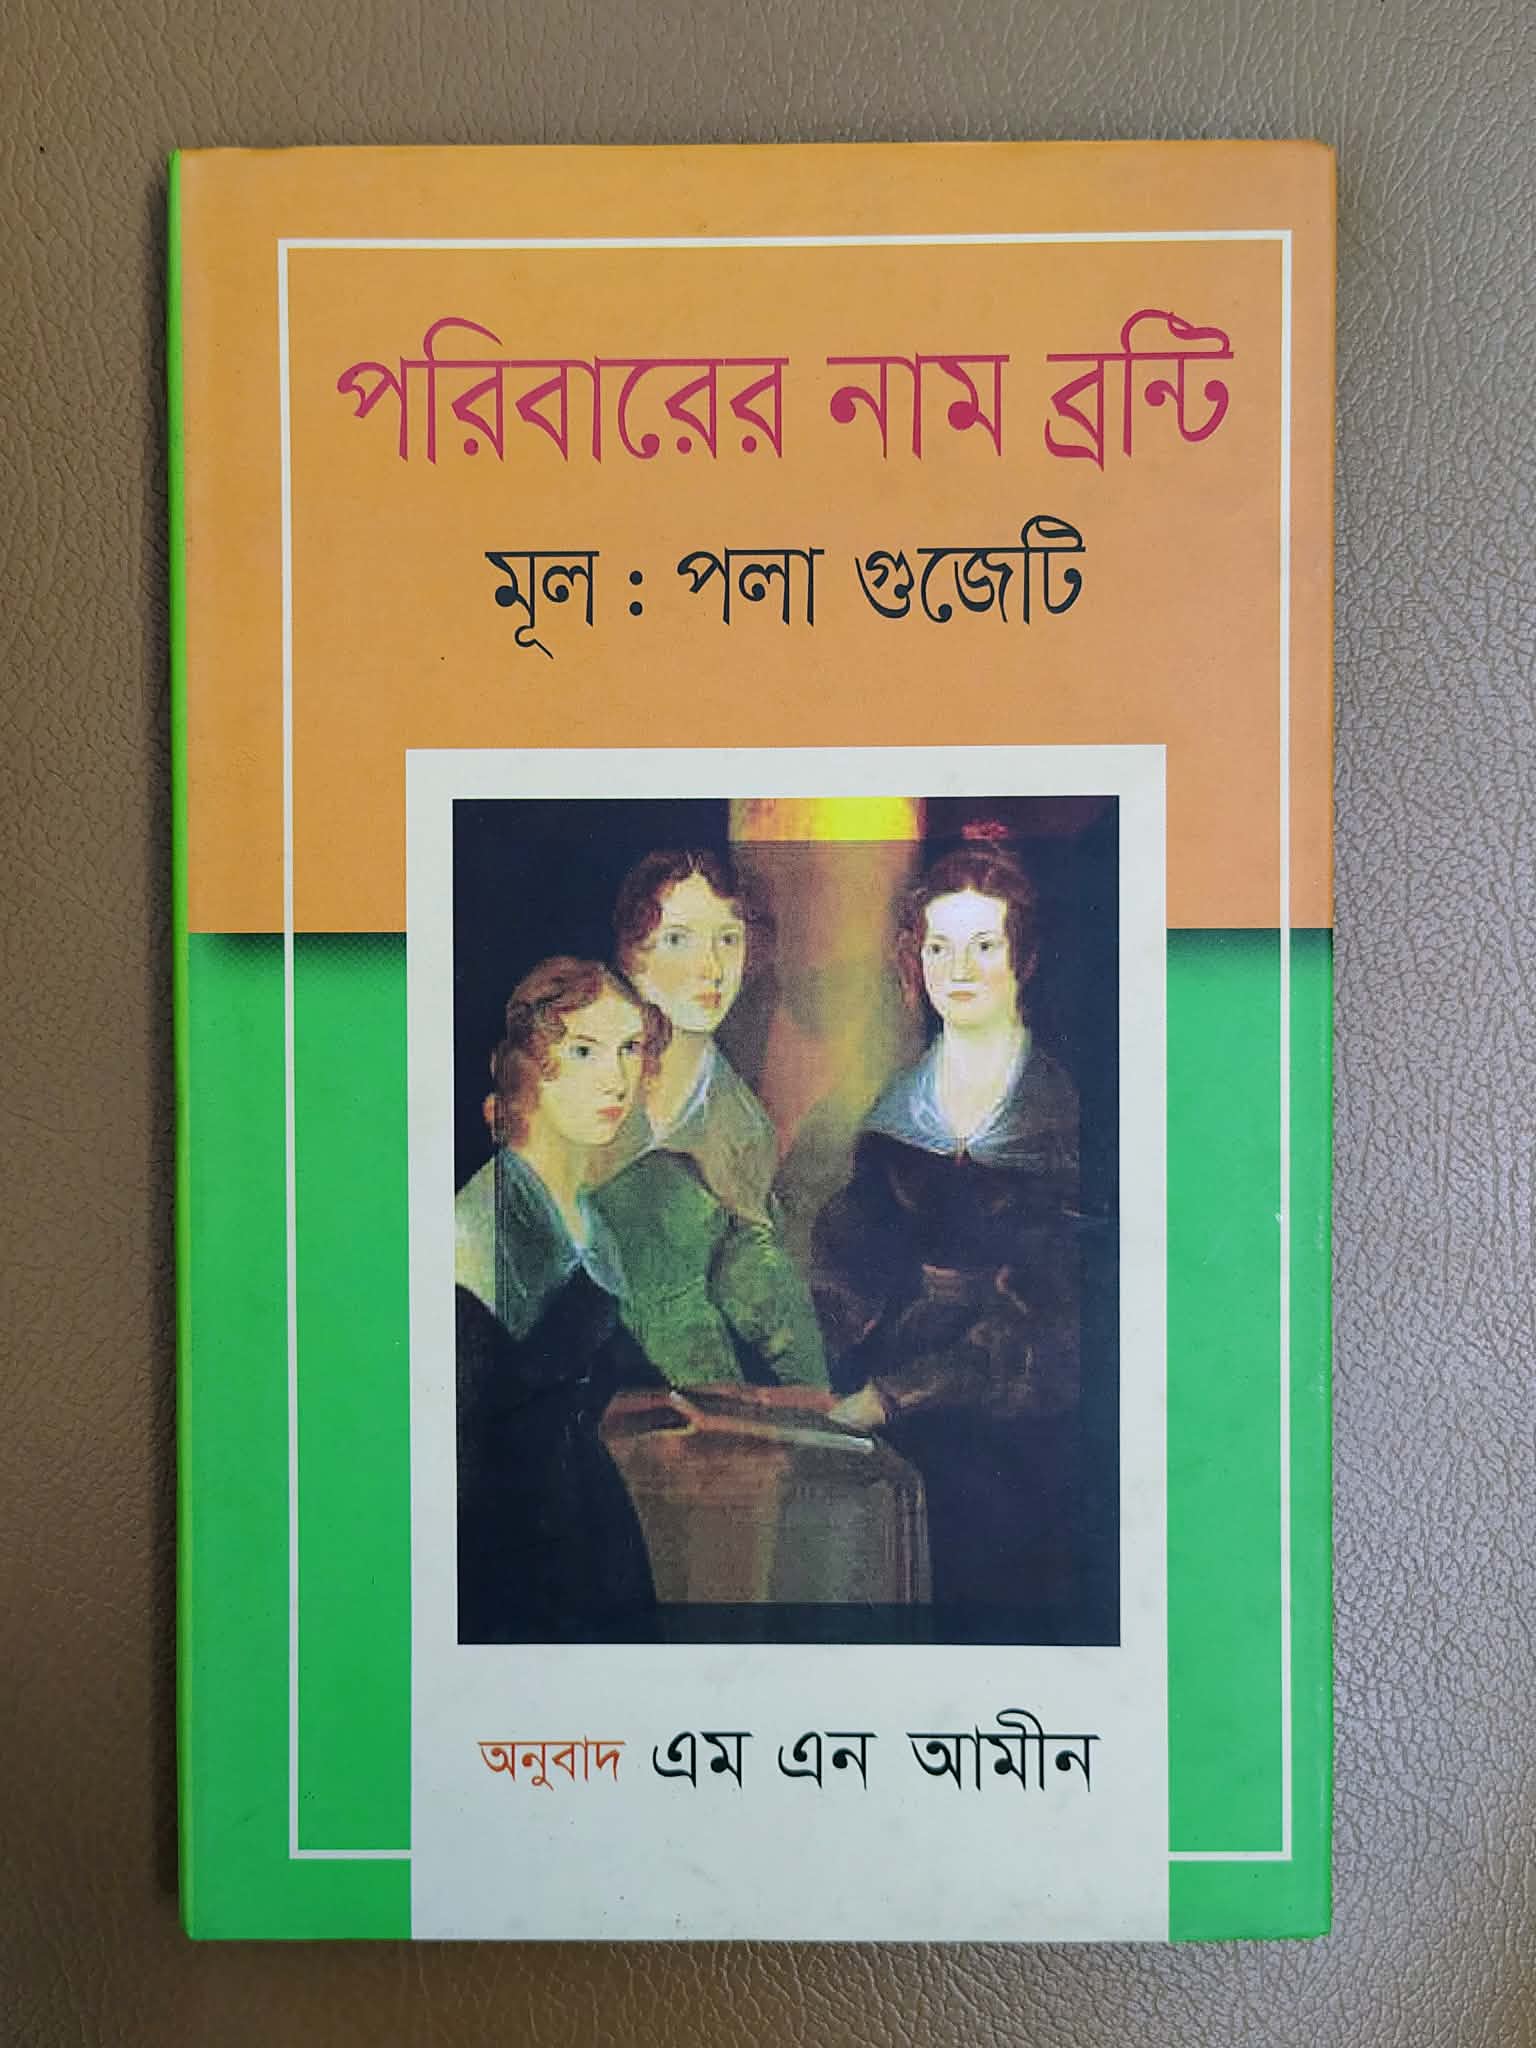 পরিবারের নাম ব্রন্টি
মূল : পলা গুজেটি
অনুবাদ এম এন আমীন